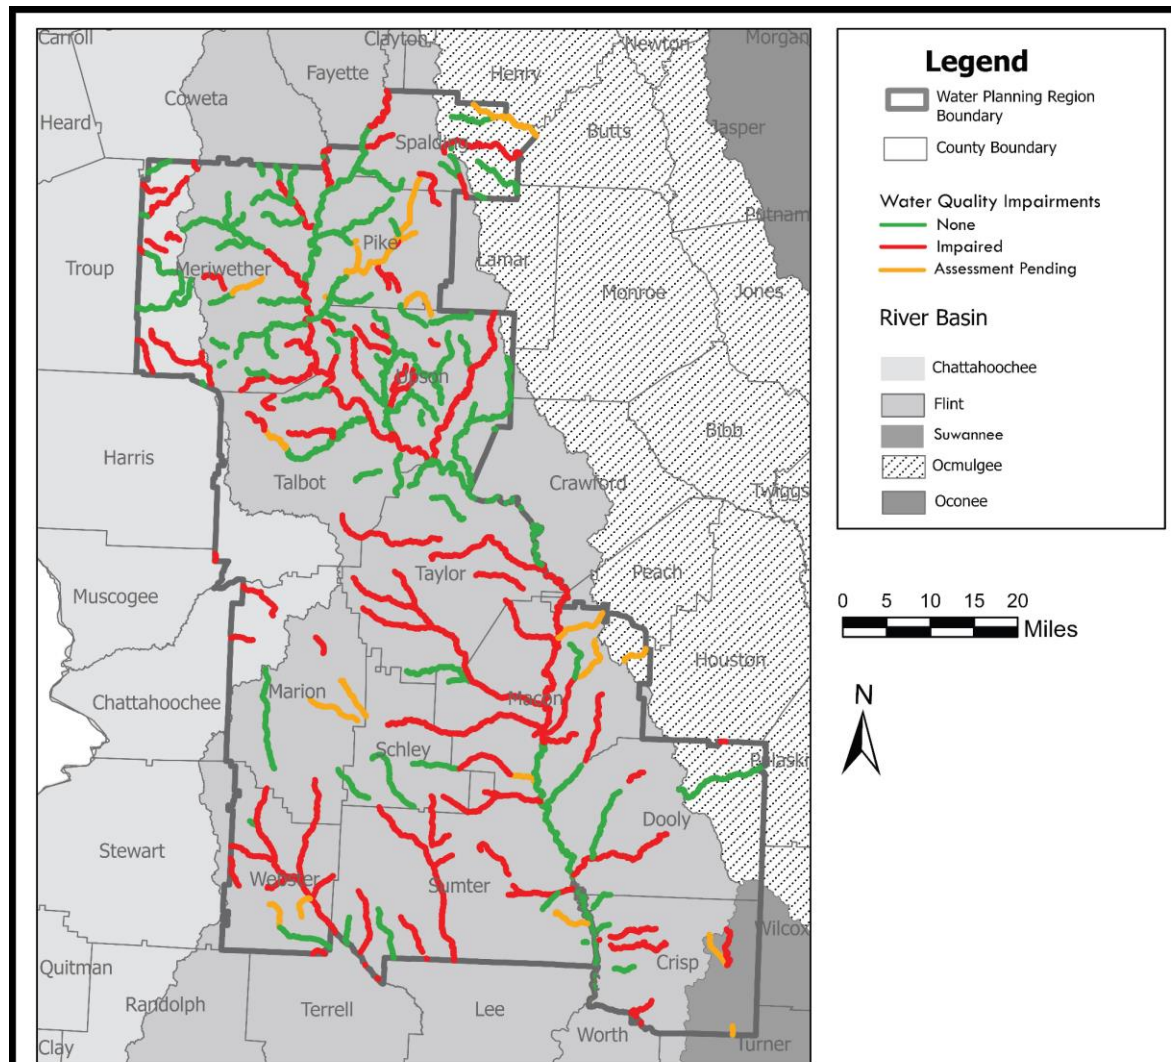 Carroll
Clayton
Newton
Morgan
Fayette
Henry
Coweta
Heard
Butts
Jasper
Spalding
Putnam
Pike
Lamar
Troup
Meriwether
Monroe
Jones
Upson
Bibb
Harris
Twiggs
Talbot
Crawford
Taylor
Peach
Muscogee
Houston
Marion
Macon
Chattahoochee
Schley
Pulaski
Dooly
Stewart
Webster
Sumter
Wilcox
Crisp
Quitman
Randolph
Terrell
Lee
Worth
Clay
Turner
Legend
Water Planning Region
Boundary
County Boundary
Water Quality Impairments
None
Impaired
Assessment Pending
River Basin
Chattahoochee
Flint
Suwannee
Ocmulgee
Oconee
0 5 10 15 20
Miles
N